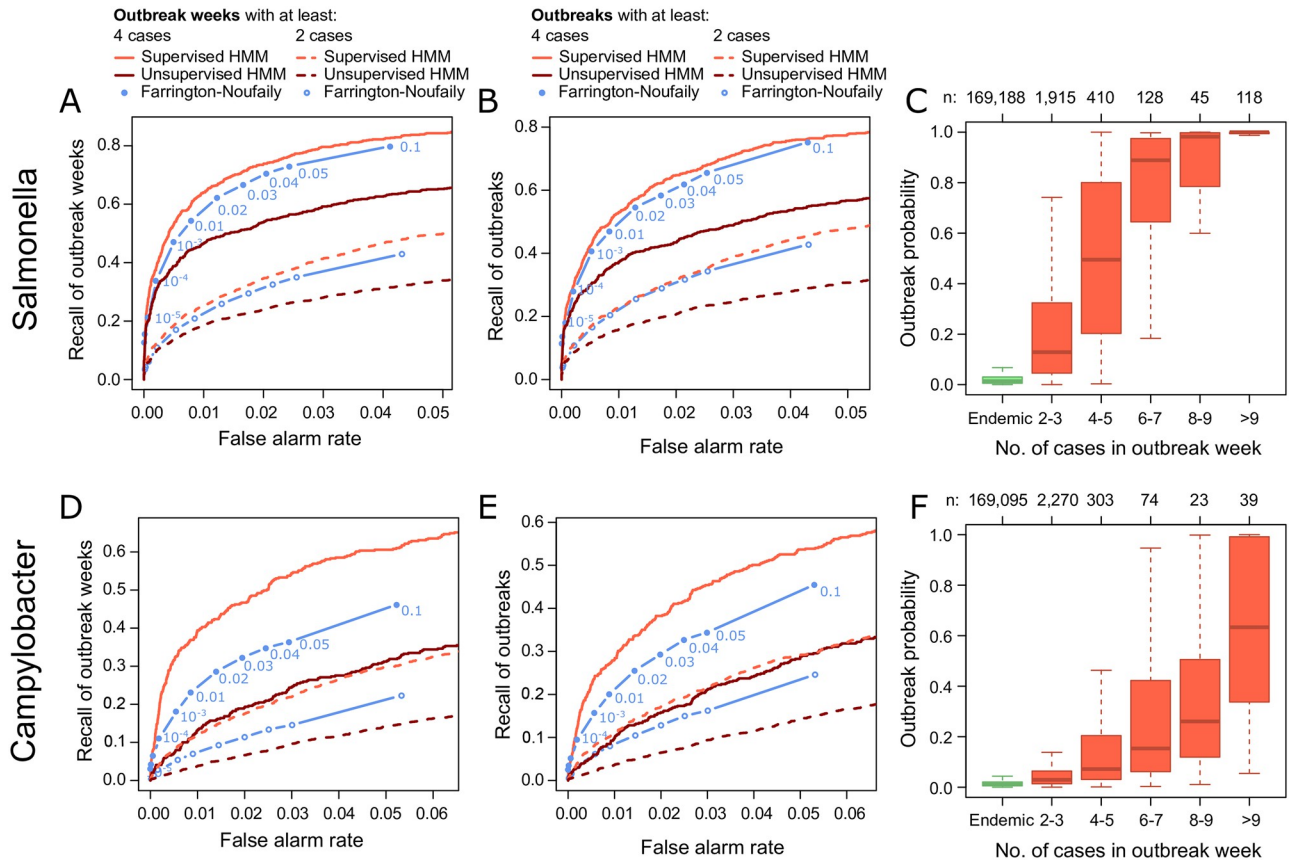 Outbreak weeks with at least:
4 cases 2 cases
Supervised HMM Supervised HMM
Unsupervised HMM Unsupervised HMM
Farrington-Noufaily Farrington-Noufaily
Outbreaks with at least:
4 cases 2 cases
Supervised HMM Supervised HMM
Unsupervised HMM Unsupervised HMM
Farrington-Noufaily Farrington-Noufaily
Salmonella
A
Recall of outbreak weeks
0.8
0.6
0.4
0.2
0.0
0.1
0.05
0.04
0.03
0.02
0.01
10-3
10-4
10-5
0.00 0.01 0.02 0.03 0.04 0.05
False alarm rate
B
Recall of outbreaks
0.8
0.6
0.4
0.2
0.0
0.1
0.05
0.04
0.03
0.02
0.01
10-3
10-4
10-5
0.00 0.01 0.02 0.03 0.04 0.05
False alarm rate
C
n: 169,188 1,915 410 128 45 118
Outbreak probability
1.0
0.8
0.6
0.4
0.2
0.0
Endemic 2-3 4-5 6-7 8-9 >9
No. of cases in outbreak week
Campylobacter
D
Recall of outbreak weeks
0.6
0.5
0.4
0.3
0.2
0.1
0.0
0.1
0.05
0.04
0.03
0.02
0.01
10-3
10-4
0.00 0.01 0.02 0.03 0.04 0.05 0.06
False alarm rate
E
Recall of outbreaks
0.6
0.5
0.4
0.3
0.2
0.1
0.0
0.1
0.05
0.04
0.03
0.02
0.01
10-3
10-4
0.00 0.01 0.02 0.03 0.04 0.05 0.06
False alarm rate
F
n: 169,095 2,270 303 74 23 39
Outbreak probability
1.0
0.8
0.6
0.4
0.2
0.0
Endemic 2-3 4-5 6-7 8-9 >9
No. of cases in outbreak week